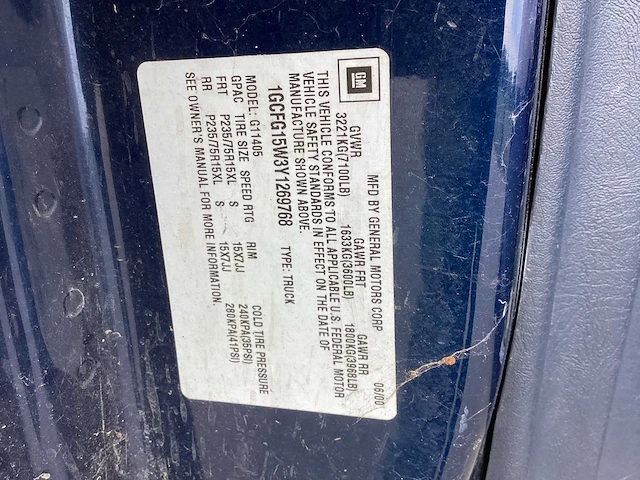 GM
MFD BY GENERAL MOTORS CORP 06/00
GVWR GAWR FRT GAWR RR
3221KG(7100LB) 1633KG(3600LB) 1800KG(3968LB)
THIS VEHICLE CONFORMS TO ALL APPLICABLE U.S. FEDERAL MOTOR
VEHICLE SAFETY STANDARDS IN EFFECT ON THE DATE OF
MANUFACTURE SHOWN ABOVE.
1GCFG15W3Y1269768 TYPE: TRUCK
MODEL: G11405
GPAC TIRE SIZE SPEED RTG RIM COLD TIRE PRESSURE
FRT P235/75R15XL S 15X7JJ 240KPA(35PSI)
RR P235/75R15XL S 15X7JJ 280KPA(41PSI)
SEE OWNER'S MANUAL FOR MORE INFORMATION.